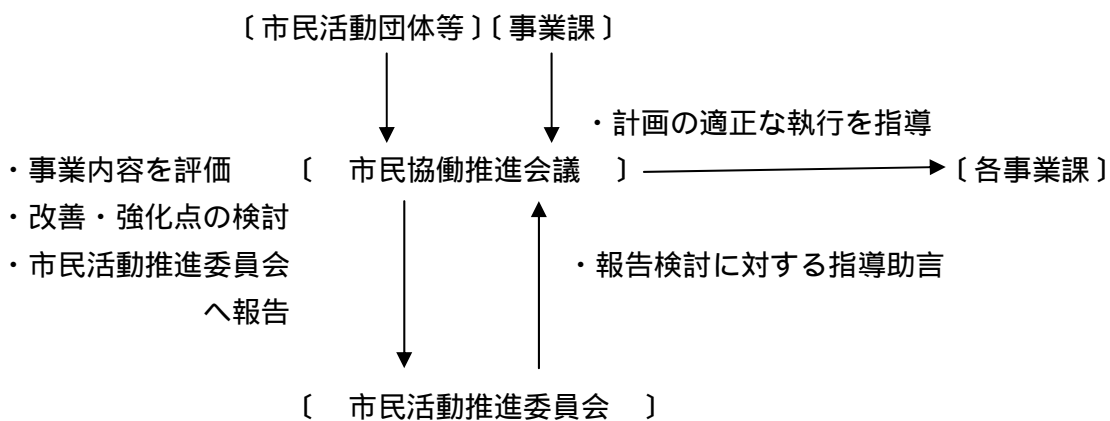 〔市民活動団体等〕〔事業課〕
・計画の適正な執行を指導
・事業内容を評価 〔 市民協働推進会議 〕 〔各事業課〕
・改善・強化点の検討
・市民活動推進委員会 ・報告検討に対する指導助言
へ報告
〔 市民活動推進委員会 〕